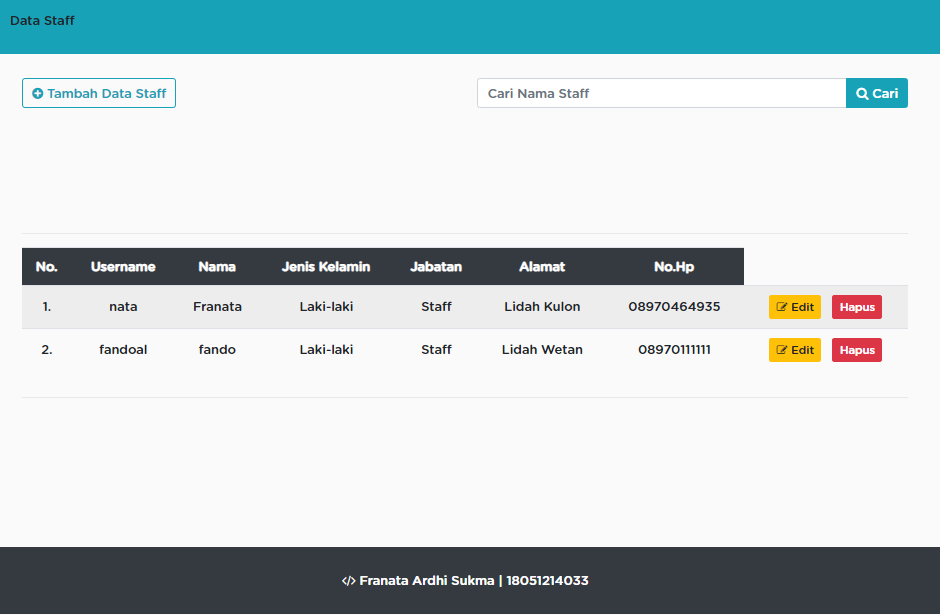 Data Staff
Tambah Data Staff
Cari Nama Staff Cari
No. Username Nama Jenis Kelamin Jabatan Alamat No.Hp
1. nata Franata Laki-laki Staff Lidah Kulon 08970464935 Edit Hapus
2. fandoal fando Laki-laki Staff Lidah Wetan 08970111111 Edit Hapus
</> Franata Ardhi Sukma | 18051214033